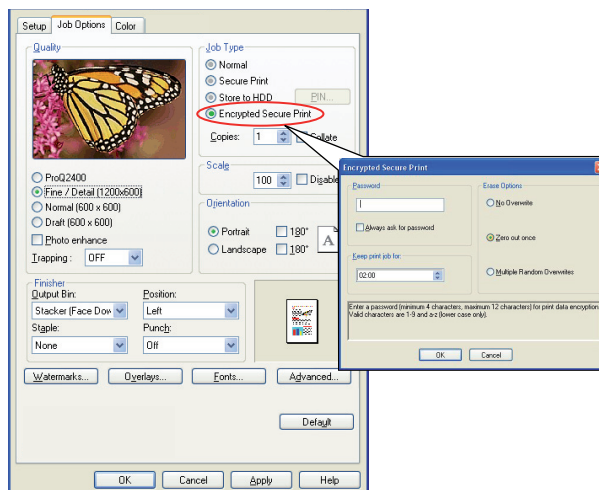 Setup Job Options Color
Quality
Job Type
Normal
Secure Print
Store to HDD PIN...
Encrypted Secure Print
Copies: 1 Collate
Scale
100 Disable
Orientation
Portrait 180°
Landscape 180°
A
ProQ2400
Fine / Detail (1200x600)
Normal (600 x 600)
Draft (600 x 600)
Photo enhance
Trapping: OFF
Finisher
Output Bin: Position:
Stacker (Face Dow Left
Staple: Punch:
None Off
Watermarks... Overlays... Fonts... Advanced...
Default
OK Cancel Apply Help
Encrypted Secure Print
Password
Always ask for password
Keep print job for:
02:00
Erase Options
No Overwrite
Zero out once
Multiple Random Overwrites
Enter a password (minimum 4 characters, maximum 12 characters) for print data encryption.
Valid characters are 1-9 and a-z (lower case only).
OK Cancel